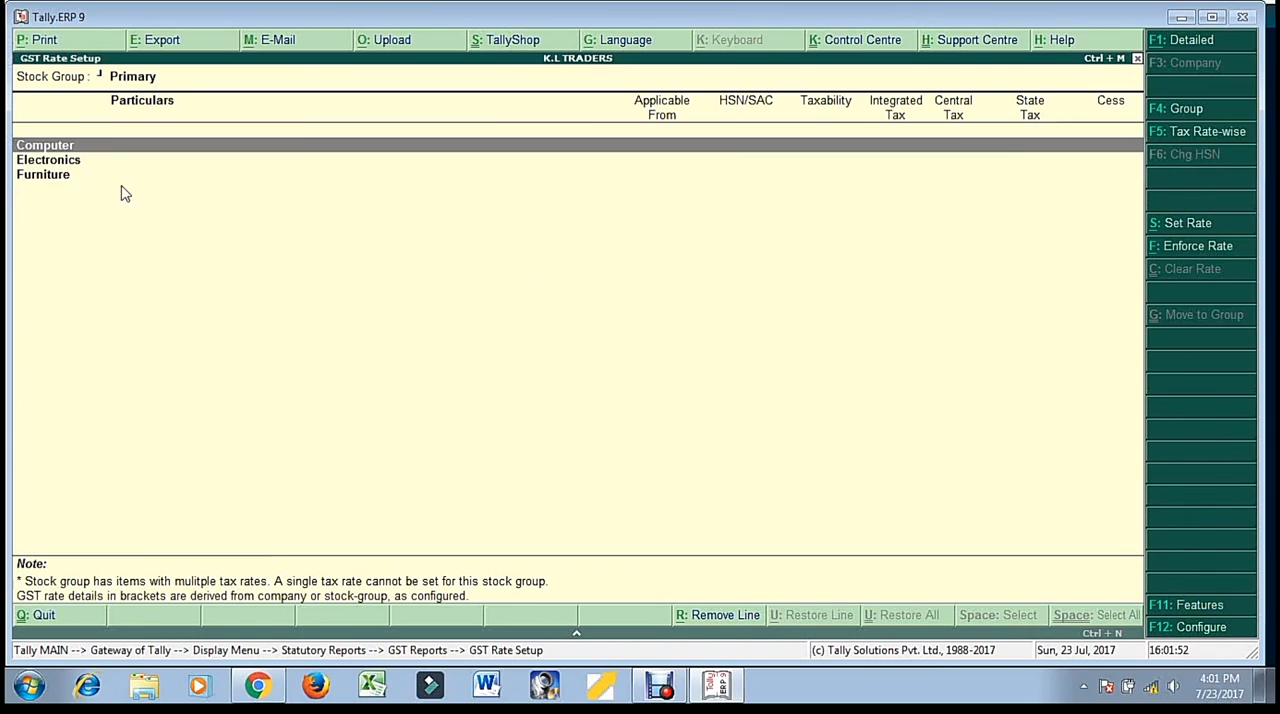 Tally.ERP 9
P: Print E: Export M: E-Mail O: Upload S: TallyShop G: Language K: Keyboard K: Control Centre H: Support Centre H: Help
F1: Detailed
GST Rate Setup K.L TRADERS Ctrl + M
F3: Company
Stock Group : Primary
Particulars Applicable From HSN/SAC Taxability Integrated Tax Central Tax State Tax Cess
F4: Group
F5: Tax Rate-wise
F6: Chg HSN
Computer
Electronics
Furniture
S: Set Rate
F: Enforce Rate
C: Clear Rate
G: Move to Group
Note:
* Stock group has items with mulitple tax rates. A single tax rate cannot be set for this stock group.
GST rate details in brackets are derived from company or stock-group, as configured.
F11: Features
Q: Quit R: Remove Line U: Restore Line U: Restore All Space: Select Space: Select All
F12: Configure
Ctrl + N
Tally MAIN --> Gateway of Tally --> Display Menu --> Statutory Reports --> GST Reports --> GST Rate Setup (c) Tally Solutions Pvt. Ltd., 1988-2017 Sun, 23 Jul, 2017 16:01:52
W Tally ERP 9
4:01 PM
7/23/2017